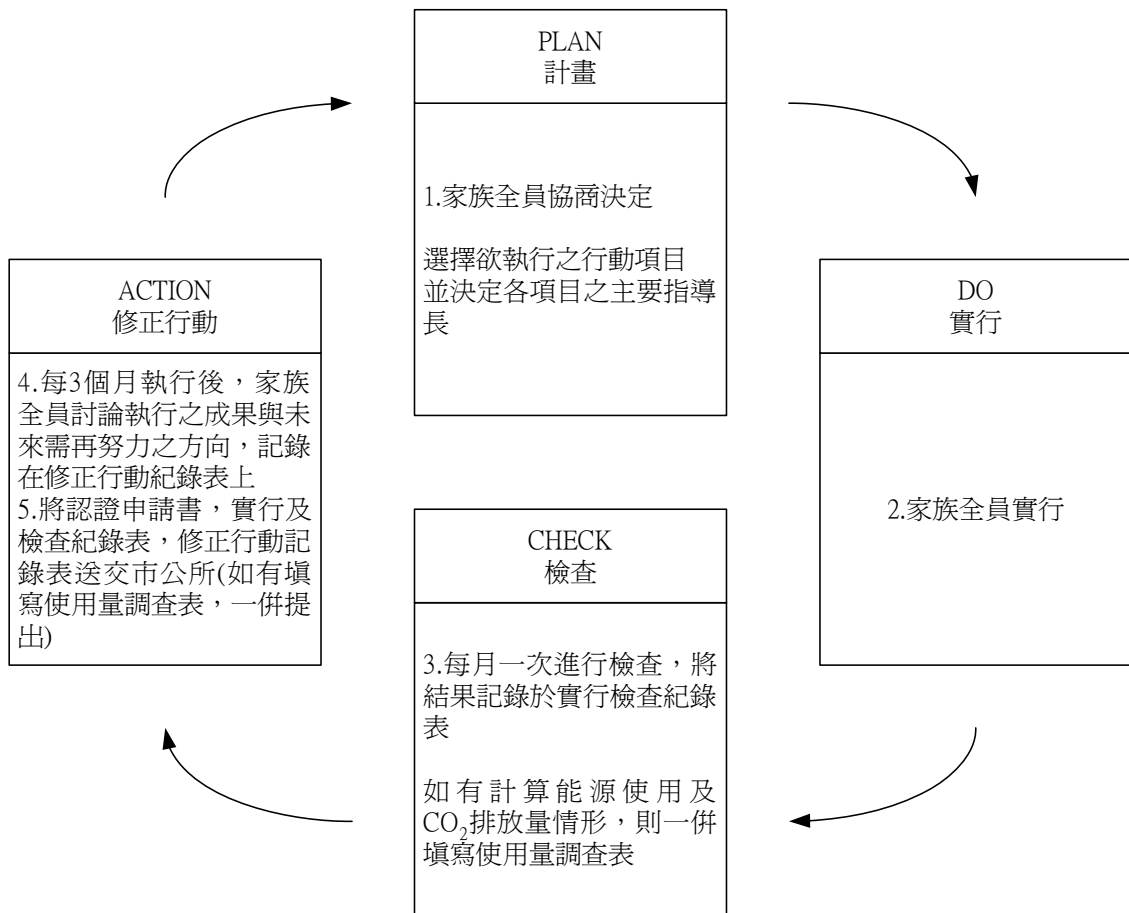 PLAN
計畫
1.家族全員協商決定
選擇欲執行之行動項目
並決定各項目之主要指導
長
ACTION
修正行動
4.每3個月執行後，家族
全員討論執行之成果與未
來需再努力之方向，記錄
在修正行動紀錄表上
5.將認證申請書，實行及
檢查紀錄表，修正行動記
錄表送交市公所(如有填
寫使用量調查表，一併提
出)
DO
實行
2.家族全員實行
CHECK
檢查
3.每月一次進行檢查，將
結果記錄於實行檢查紀錄
表
如有計算能源使用及
CO₂排放量情形，則一併
填寫使用量調查表